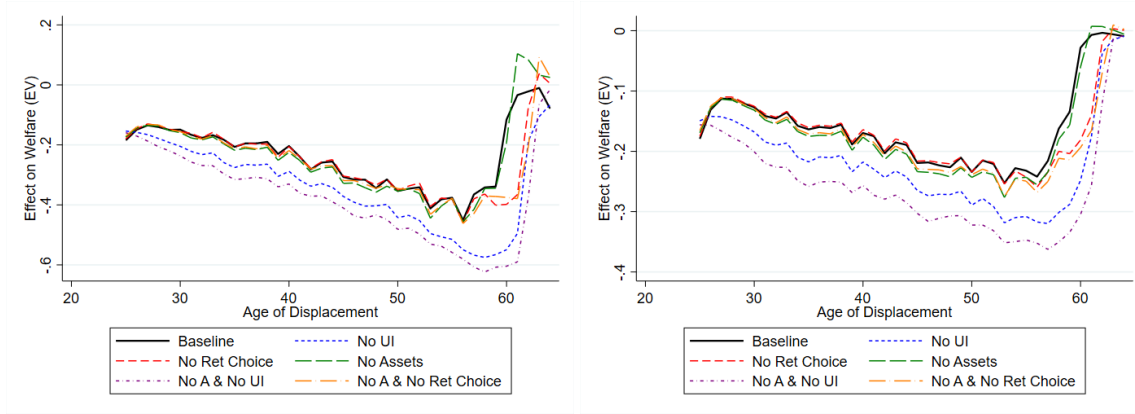 Effect on Welfare (EV)
.2
0
-.2
-.4
-.6
20 30 40 50 60
Age of Displacement
Baseline No UI
No Ret Choice No Assets
No A & No UI No A & No Ret Choice
Effect on Welfare (EV)
0
-.1
-.2
-.3
-.4
20 30 40 50 60
Age of Displacement
Baseline No UI
No Ret Choice No Assets
No A & No UI No A & No Ret Choice